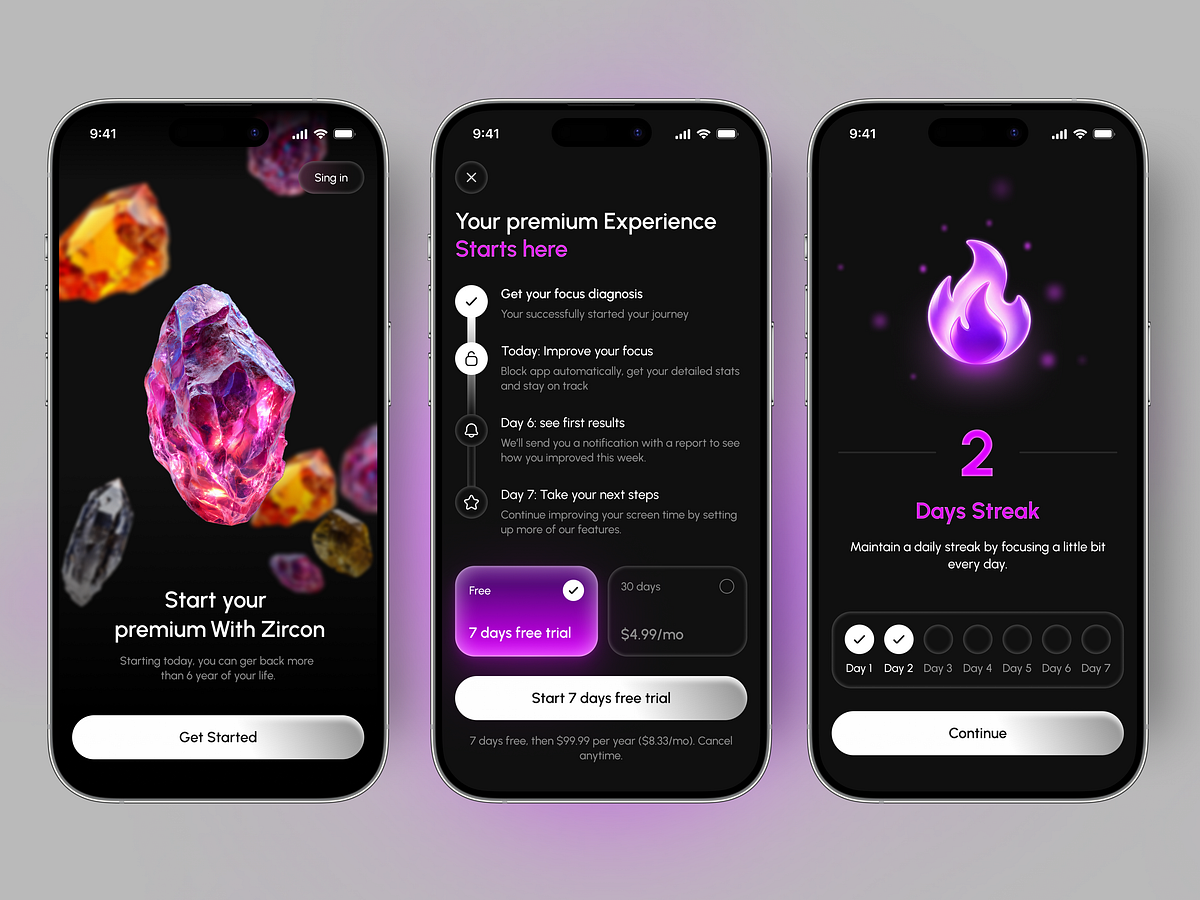 9:41
Sing in
Start your
premium With Zircon
Starting today, you can ger back more
than 6 year of your life.
Get Started
9:41
Your premium Experience
Starts here
Get your focus diagnosis
Your successfully started your journey
Today: Improve your focus
Block app automatically, get your detailed stats
and stay on track
Day 6: see first results
We'll send you a notification with a report to see
how you improved this week.
Day 7: Take your next steps
Continue improving your screen time by setting
up more of our features.
Free
7 days free trial
30 days
$4.99/mo
Start 7 days free trial
7 days free, then $99.99 per year ($8.33/mo). Cancel
anytime.
9:41
2
Days Streak
Maintain a daily streak by focusing a little bit
every day.
Day 1 Day 2 Day 3 Day 4 Day 5 Day 6 Day 7
Continue